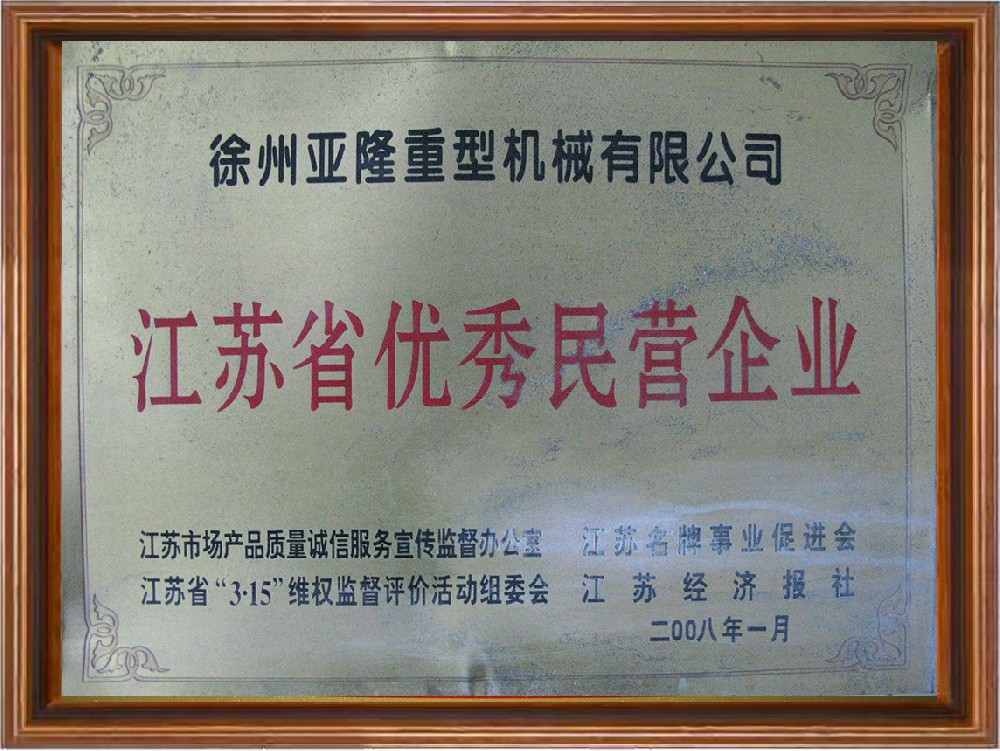 徐州亚隆重型机械有限公司
江苏省优秀民营企业
江苏市场产品质量诚信服务宣传监督办公室 江苏名牌事业促进会
江苏省“3·15”维权监督评价活动组委会 江苏经济报社
二00八年一月